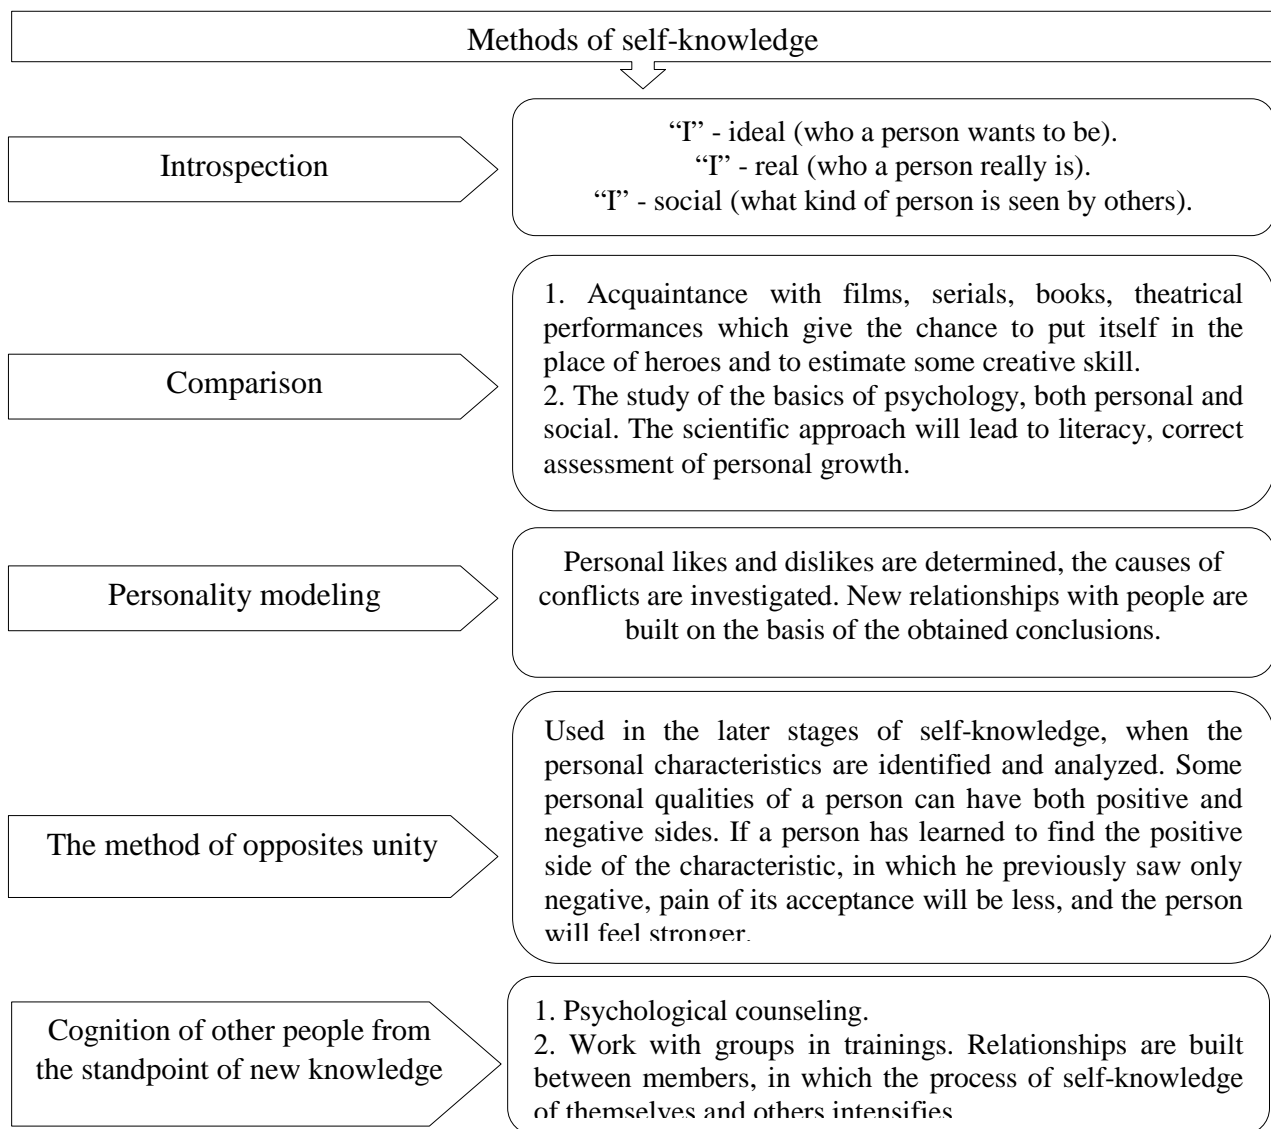 Methods of self-knowledge
Introspection
“I” - ideal (who a person wants to be).
“I” - real (who a person really is).
“I” - social (what kind of person is seen by others).
Comparison
1. Acquaintance with films, serials, books, theatrical
performances which give the chance to put itself in the
place of heroes and to estimate some creative skill.
2. The study of the basics of psychology, both personal and
social. The scientific approach will lead to literacy, correct
assessment of personal growth.
Personality modeling
Personal likes and dislikes are determined, the causes of
conflicts are investigated. New relationships with people are
built on the basis of the obtained conclusions.
The method of opposites unity
Used in the later stages of self-knowledge, when the
personal characteristics are identified and analyzed. Some
personal qualities of a person can have both positive and
negative sides. If a person has learned to find the positive
side of the characteristic, in which he previously saw only
negative, pain of its acceptance will be less, and the person
will feel stronger.
Cognition of other people from
the standpoint of new knowledge
1. Psychological counseling.
2. Work with groups in trainings. Relationships are built
between members, in which the process of self-knowledge
of themselves and others intensifies